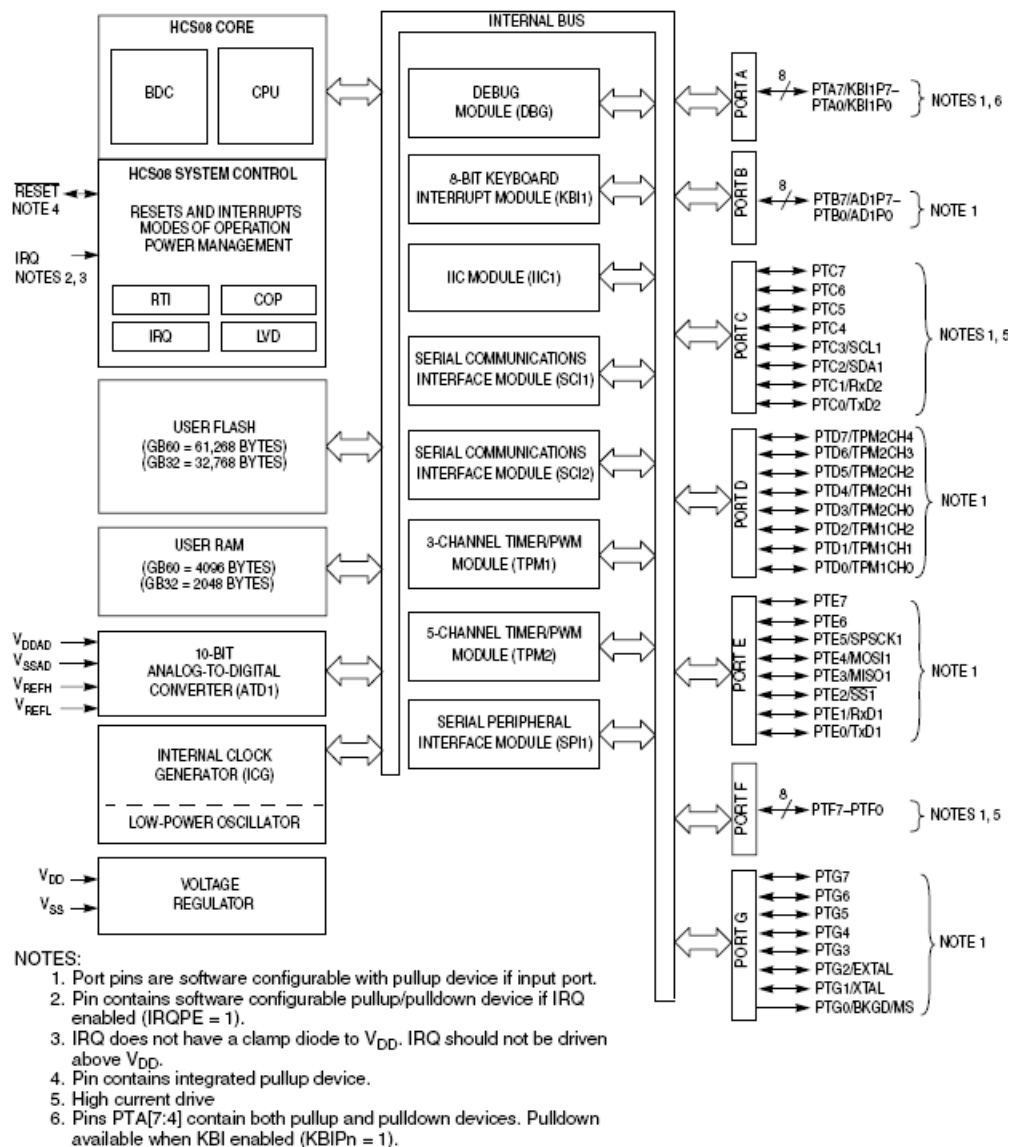 HCS08 CORE
BDC
CPU
HCS08 SYSTEM CONTROL
RESETS AND INTERRUPTS
MODES OF OPERATION
POWER MANAGEMENT
RTI
COP
IRQ
LVD
RESET
NOTE 4
IRQ
NOTES 2, 3
USER FLASH
(GB60 = 61,268 BYTES)
(GB32 = 32,768 BYTES)
USER RAM
(GB60 = 4096 BYTES)
(GB32 = 2048 BYTES)
VDDAD
VSSAD
VREFH
VREFL
10-BIT
ANALOG-TO-DIGITAL
CONVERTER (ATD1)
INTERNAL CLOCK
GENERATOR (ICG)
LOW-POWER OSCILLATOR
VDD
VSS
VOLTAGE
REGULATOR
INTERNAL BUS
DEBUG
MODULE (DBG)
8-BIT KEYBOARD
INTERRUPT MODULE (KBI1)
IIC MODULE (IIC1)
SERIAL COMMUNICATIONS
INTERFACE MODULE (SCI1)
SERIAL COMMUNICATIONS
INTERFACE MODULE (SCI2)
3-CHANNEL TIMER/PWM
MODULE (TPM1)
5-CHANNEL TIMER/PWM
MODULE (TPM2)
SERIAL PERIPHERAL
INTERFACE MODULE (SPI1)
PORT A
8
PTA7/KBI1P7–
PTA0/KBI1P0
NOTES 1, 6
PORT B
8
PTB7/AD1P7–
PTB0/AD1P0
NOTE 1
PORT C
PTC7
PTC6
PTC5
PTC4
PTC3/SCL1
PTC2/SDA1
PTC1/RxD2
PTC0/TxD2
NOTES 1, 5
PORT D
PTD7/TPM2CH4
PTD6/TPM2CH3
PTD5/TPM2CH2
PTD4/TPM2CH1
PTD3/TPM2CH0
PTD2/TPM1CH2
PTD1/TPM1CH1
PTD0/TPM1CH0
NOTE 1
PORT E
PTE7
PTE6
PTE5/SPSCK1
PTE4/MOSI1
PTE3/MISO1
PTE2/SS1
PTE1/RxD1
PTE0/TxD1
NOTE 1
PORT F
8
PTF7–PTF0
NOTES 1, 5
PORT G
PTG7
PTG6
PTG5
PTG4
PTG3
PTG2/EXTAL
PTG1/XTAL
PTG0/BKGD/MS
NOTE 1
NOTES:
1. Port pins are software configurable with pullup device if input port.
2. Pin contains software configurable pullup/pulldown device if IRQ
enabled (IRQPE = 1).
3. IRQ does not have a clamp diode to VDD. IRQ should not be driven
above VDD.
4. Pin contains integrated pullup device.
5. High current drive
6. Pins PTA[7:4] contain both pullup and pulldown devices. Pulldown
available when KBI enabled (KBIPn = 1).